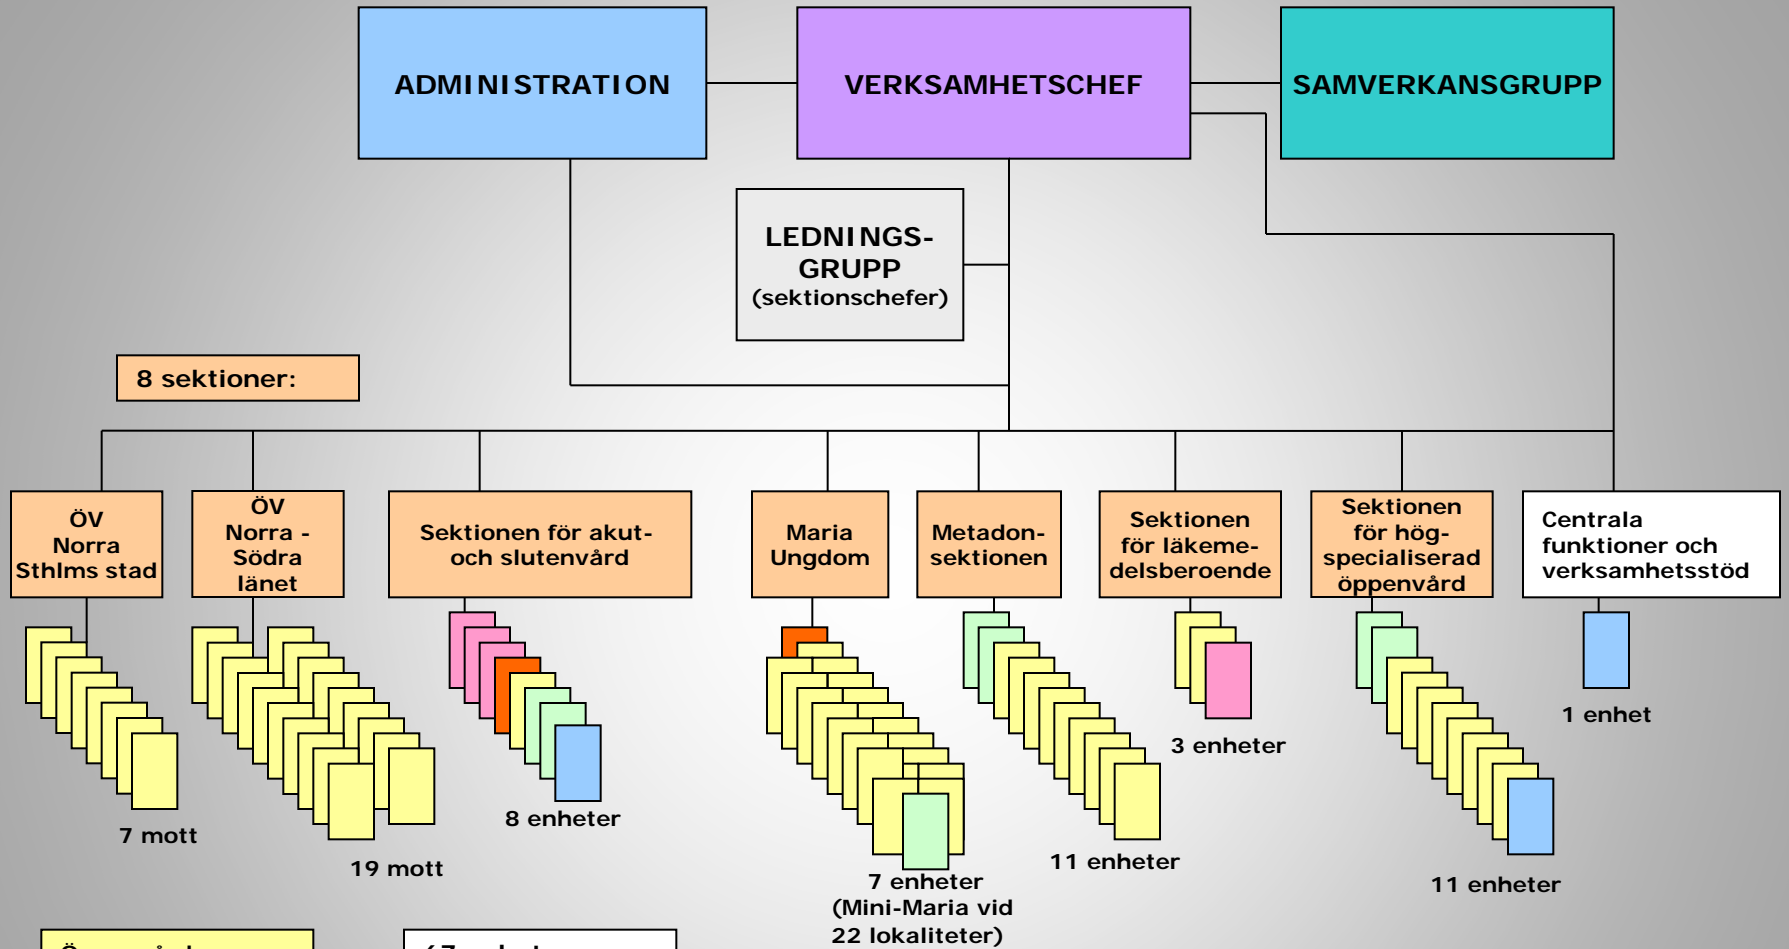 ADMINISTRATION
VERKSAMHETSCHEF
SAMVERKANSGRUPP
LEDNINGS-
GRUPP
(sektionschefer)
8 sektioner:
ÖV
Norra
Sthlms stad
ÖV
Norra -
Södra
länet
Sektionen för akut-
och slutenvård
Maria
Ungdom
Metadon-
sektionen
Sektionen
för läkeme-
delsberoende
Sektionen
för hög-
specialiserad
öppenvård
Centrala
funktioner och
verksamhetsstöd
7 mott
19 mott
8 enheter
7 enheter
(Mini-Maria vid
22 lokaliteter)
11 enheter
3 enheter
11 enheter
1 enhet